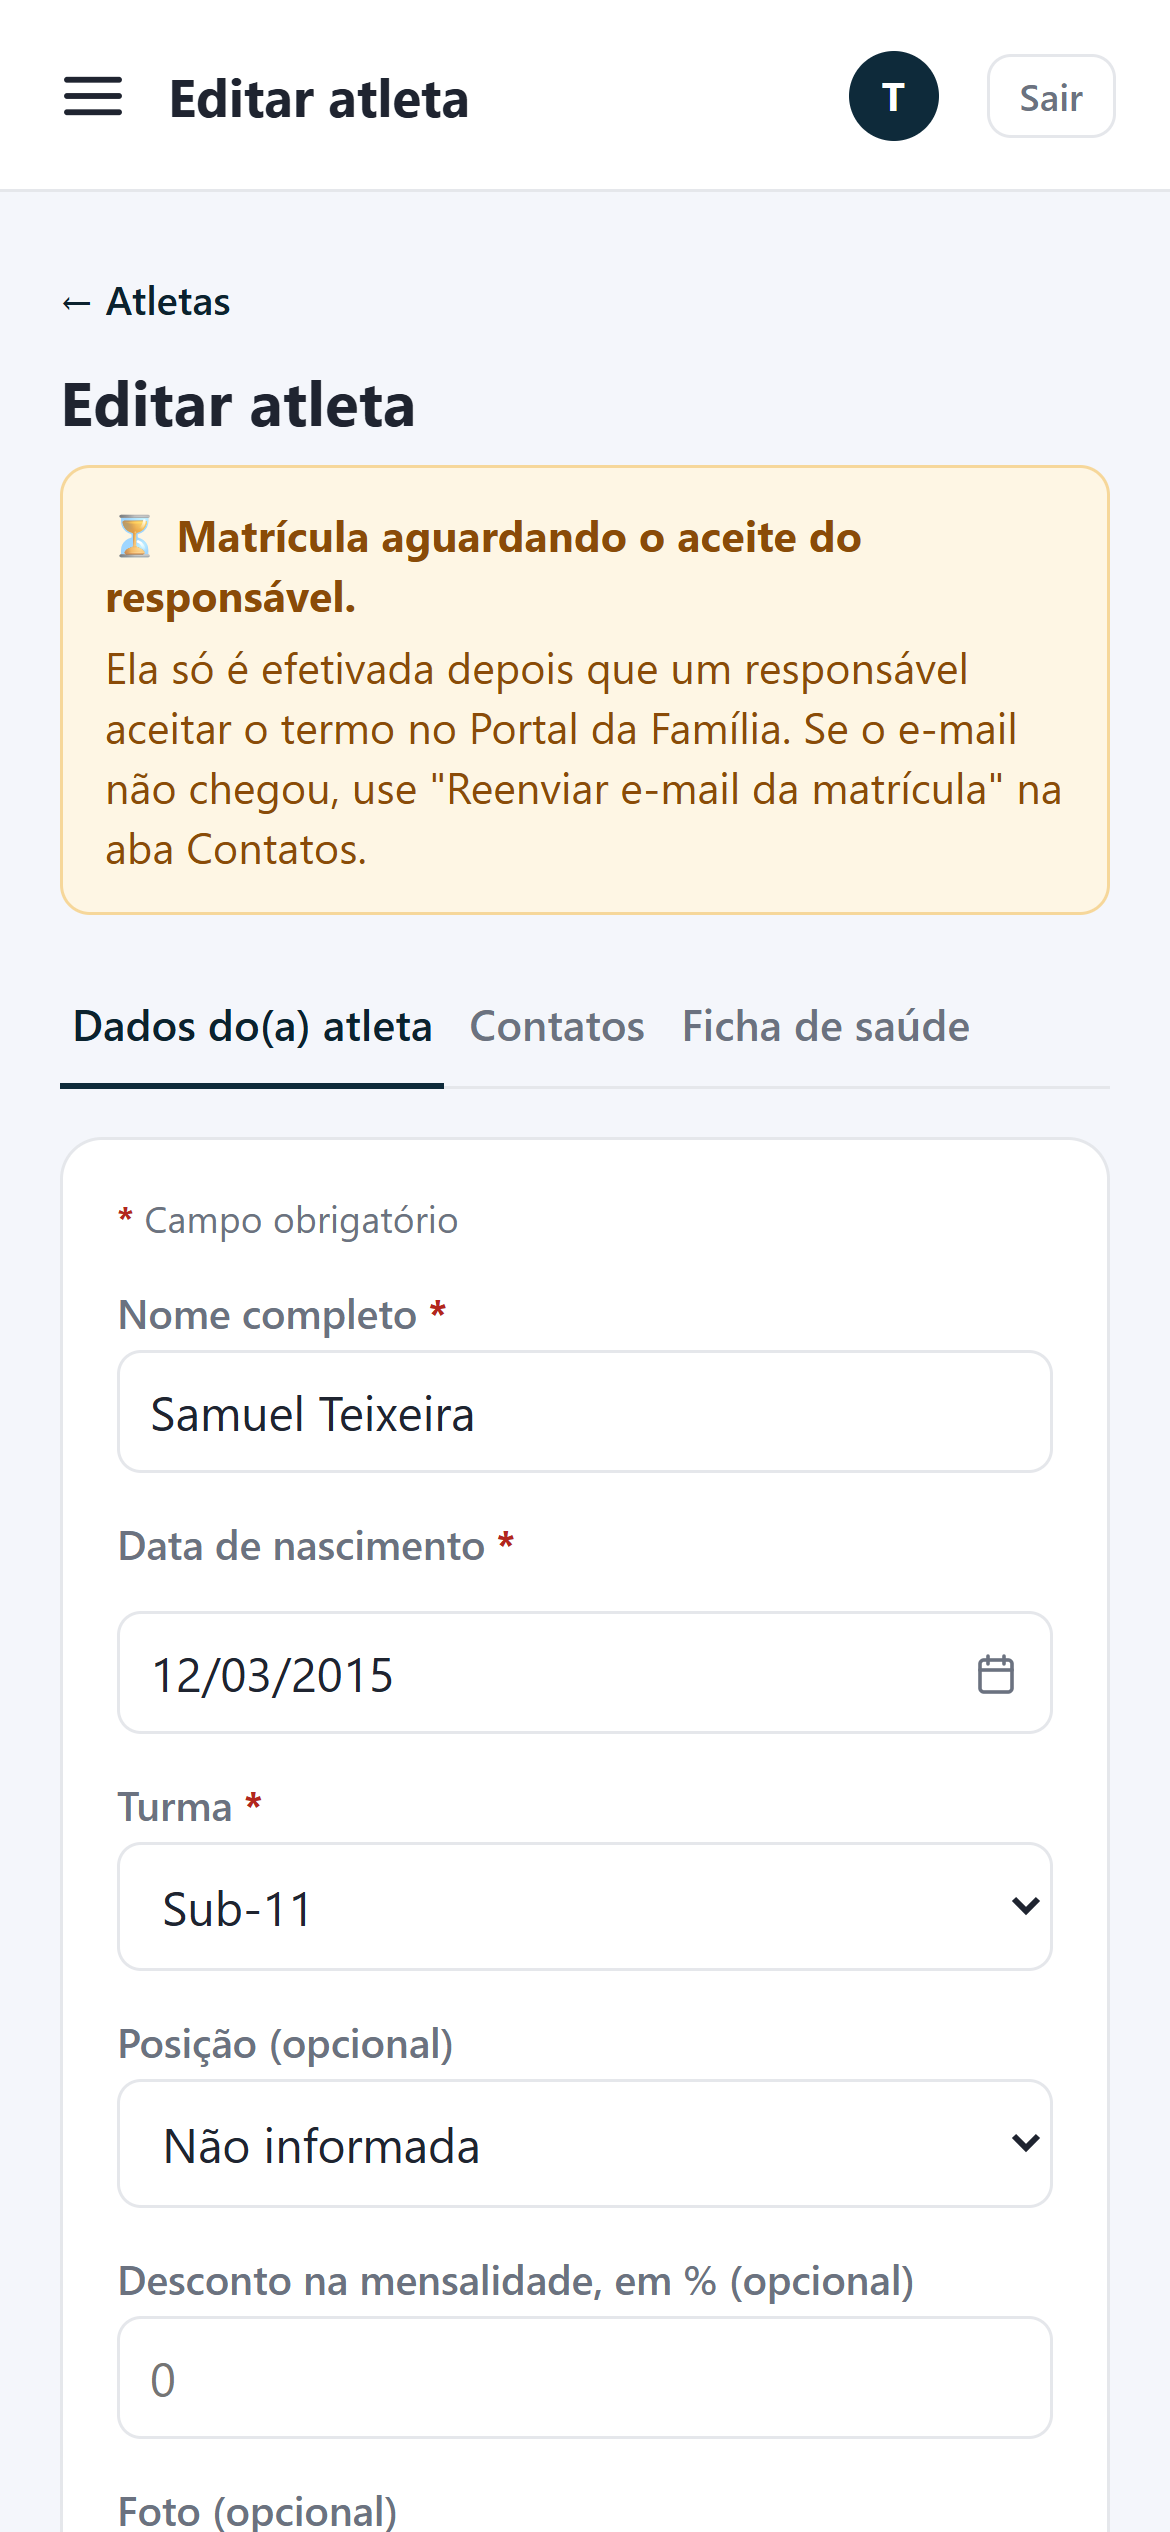 Editar atleta
T
Sair
← Atletas
Editar atleta
⏳ Matrícula aguardando o aceite do
responsável.
Ela só é efetivada depois que um responsável
aceitar o termo no Portal da Família. Se o e-mail
não chegou, use "Reenviar e-mail da matrícula" na
aba Contatos.
Dados do(a) atleta
Contatos
Ficha de saúde
* Campo obrigatório
Nome completo *
Samuel Teixeira
Data de nascimento *
12/03/2015
Turma *
Sub-11
Posição (opcional)
Não informada
Desconto na mensalidade, em % (opcional)
0
Foto (opcional)